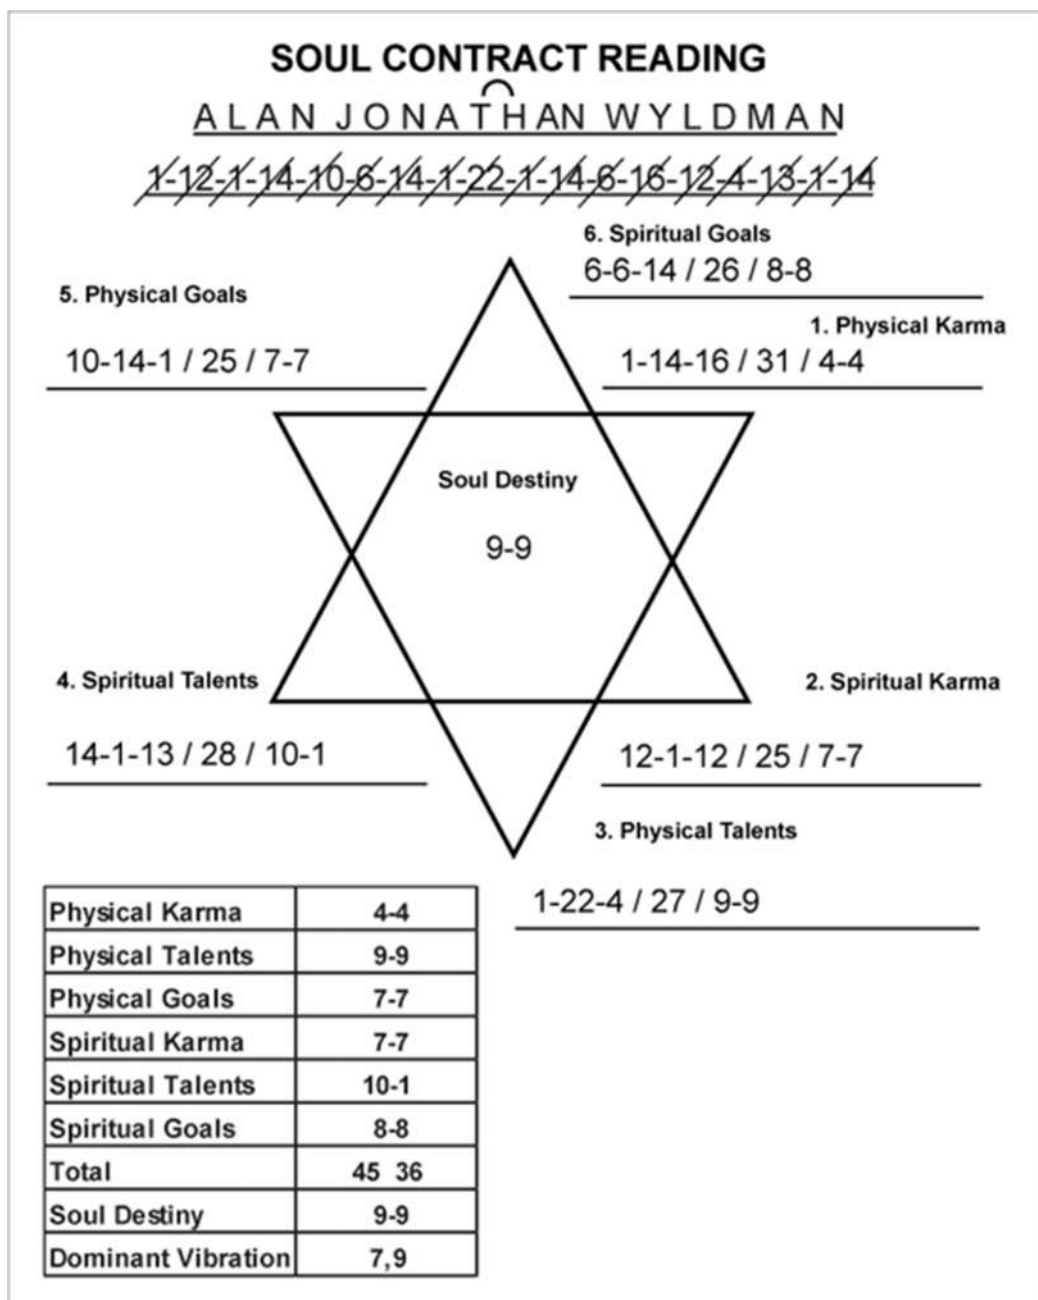 SOUL CONTRACT READING
ALAN JONATHAN WYLDMAN
1-12-1-14-10-6-14-1-22-1-14-6-16-12-4-13-1-14
6. Spiritual Goals
6-6-14 / 26 / 8-8
5. Physical Goals
10-14-1 / 25 / 7-7
1. Physical Karma
1-14-16 / 31 / 4-4
Soul Destiny
9-9
4. Spiritual Talents
14-1-13 / 28 / 10-1
2. Spiritual Karma
12-1-12 / 25 / 7-7
3. Physical Talents
1-22-4 / 27 / 9-9
Physical Karma 4-4
Physical Talents 9-9
Physical Goals 7-7
Spiritual Karma 7-7
Spiritual Talents 10-1
Spiritual Goals 8-8
Total 45 36
Soul Destiny 9-9
Dominant Vibration 7,9